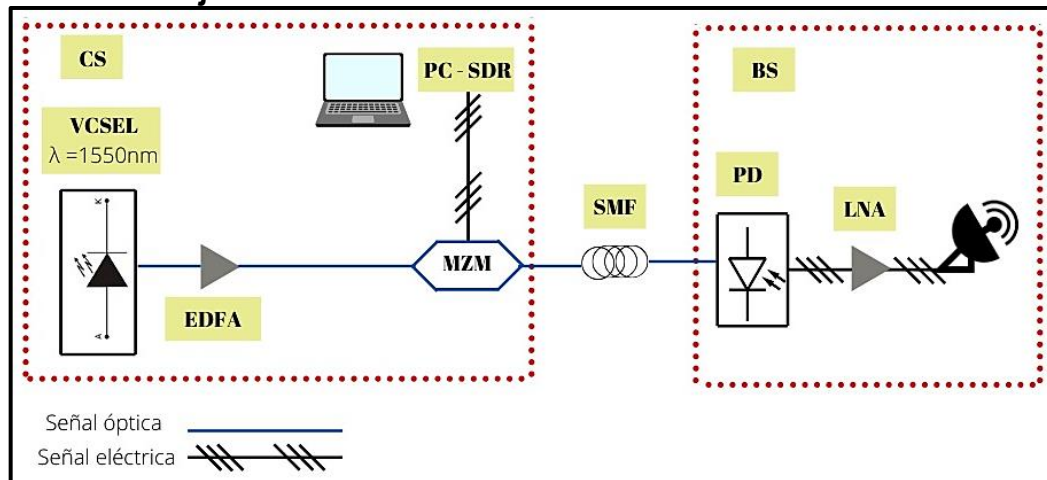 CS
VCSEL
λ =1550nm
K
A
EDFA
PC - SDR
MZM
SMF
BS
PD
LNA
Señal óptica
Señal eléctrica